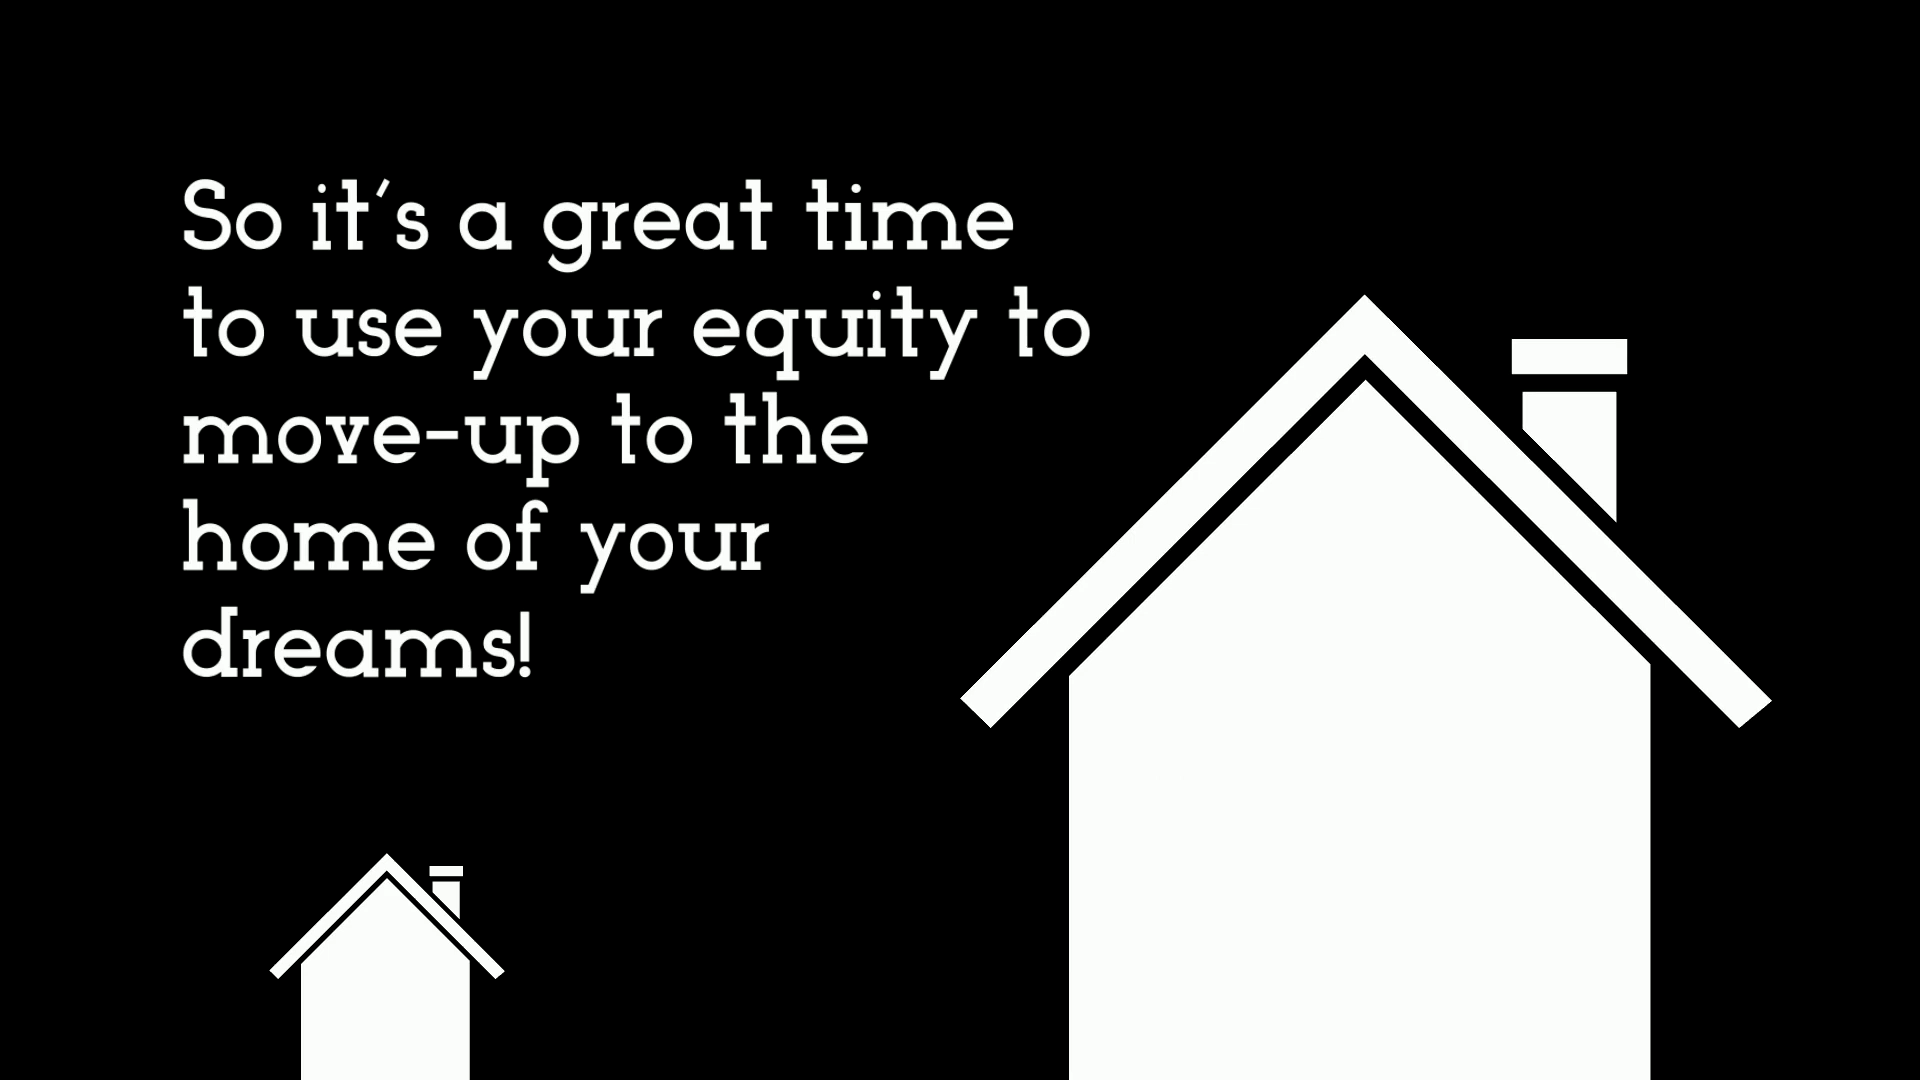 So it's a great time
to use your equity to
move-up to the
home of your
dreams!